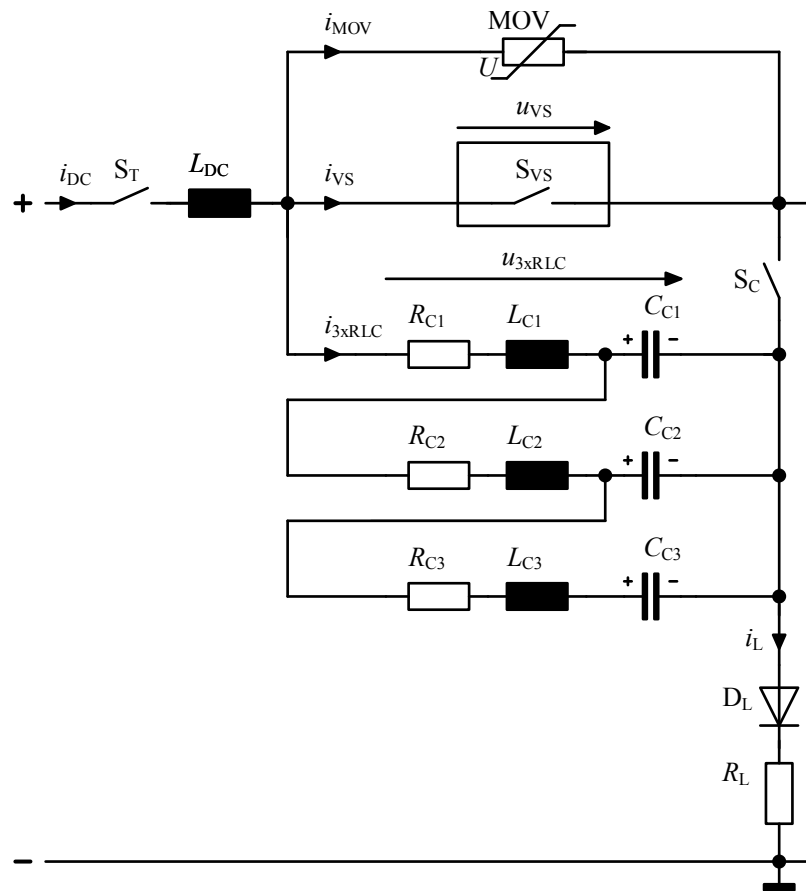 i_MOV
MOV
U
u_VS
i_DC
S_T
L_DC
i_VS
S_VS
+
u_3xRLC
S_C
i_3xRLC
R_C1
L_C1
C_C1
+ -
R_C2
L_C2
C_C2
+ -
R_C3
L_C3
C_C3
+ -
i_L
D_L
R_L
-